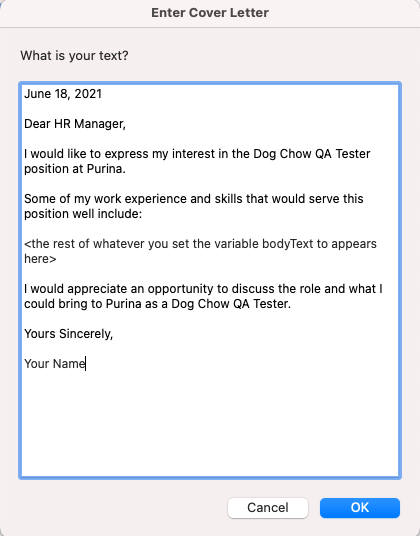 Enter Cover Letter
What is your text?
June 18, 2021
Dear HR Manager,
I would like to express my interest in the Dog Chow QA Tester
position at Purina.
Some of my work experience and skills that would serve this
position well include:
<the rest of whatever you set the variable bodyText to appears
here>
I would appreciate an opportunity to discuss the role and what I
could bring to Purina as a Dog Chow QA Tester.
Yours Sincerely,
Your Name
Cancel
OK